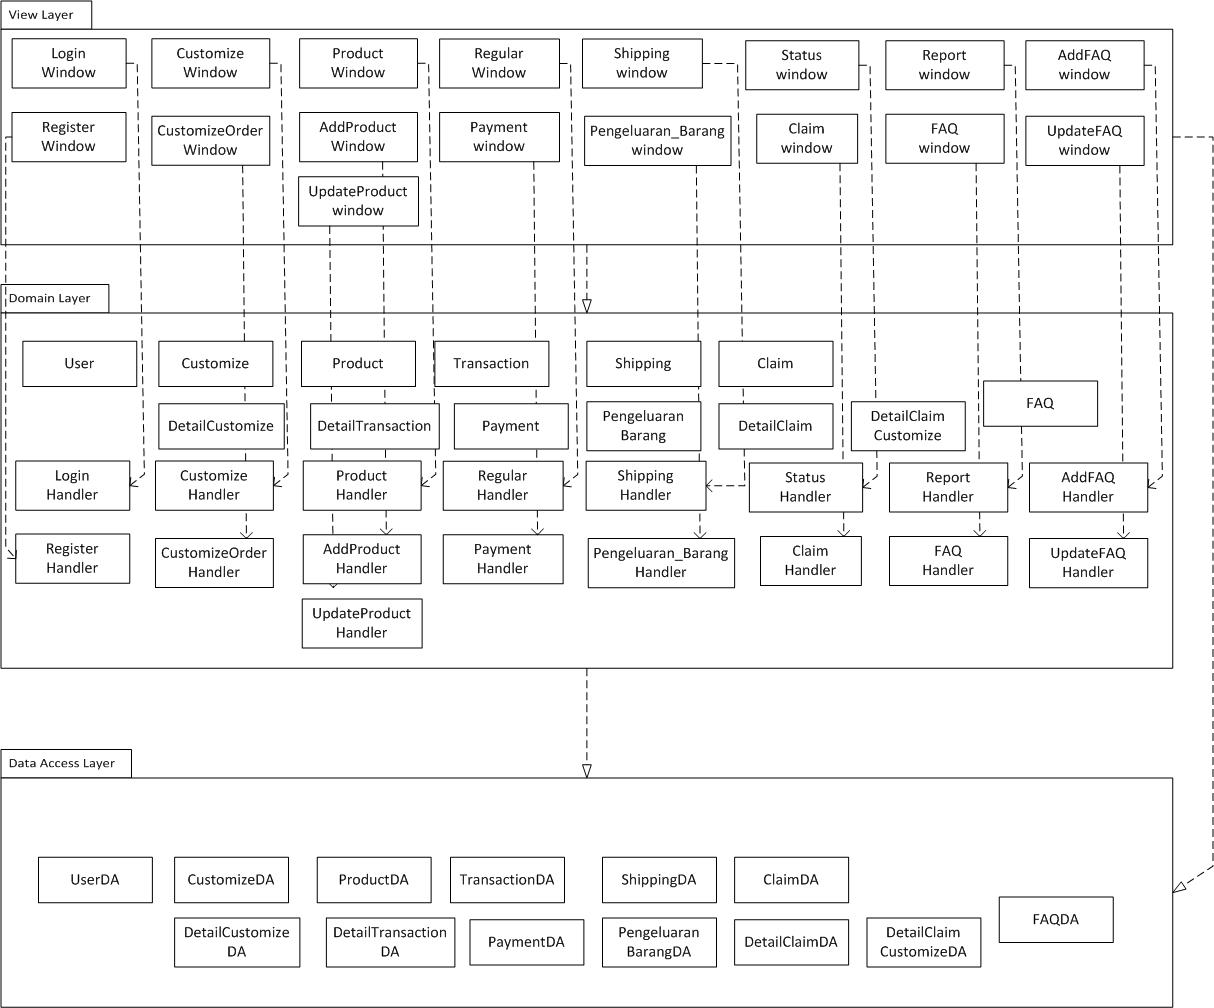 View Layer
Login
Window
Customize
Window
Product
Window
Regular
Window
Shipping
window
Status
window
Report
window
AddFAQ
window
Register
Window
CustomizeOrder
Window
AddProduct
Window
Payment
window
Pengeluaran_Barang
window
Claim
window
FAQ
window
UpdateFAQ
window
UpdateProduct
window
Domain Layer
User
Customize
Product
Transaction
Shipping
Claim
FAQ
DetailCustomize
DetailTransaction
Payment
Pengeluaran
Barang
DetailClaim
DetailClaim
Customize
Login
Handler
Customize
Handler
Product
Handler
Regular
Handler
Shipping
Handler
Status
Handler
Report
Handler
AddFAQ
Handler
Register
Handler
CustomizeOrder
Handler
AddProduct
Handler
Payment
Handler
Pengeluaran_Barang
Handler
Claim
Handler
FAQ
Handler
UpdateFAQ
Handler
UpdateProduct
Handler
Data Access Layer
UserDA
CustomizeDA
ProductDA
TransactionDA
ShippingDA
ClaimDA
FAQDA
DetailCustomize
DA
DetailTransaction
DA
PaymentDA
Pengeluaran
BarangDA
DetailClaimDA
DetailClaim
CustomizeDA